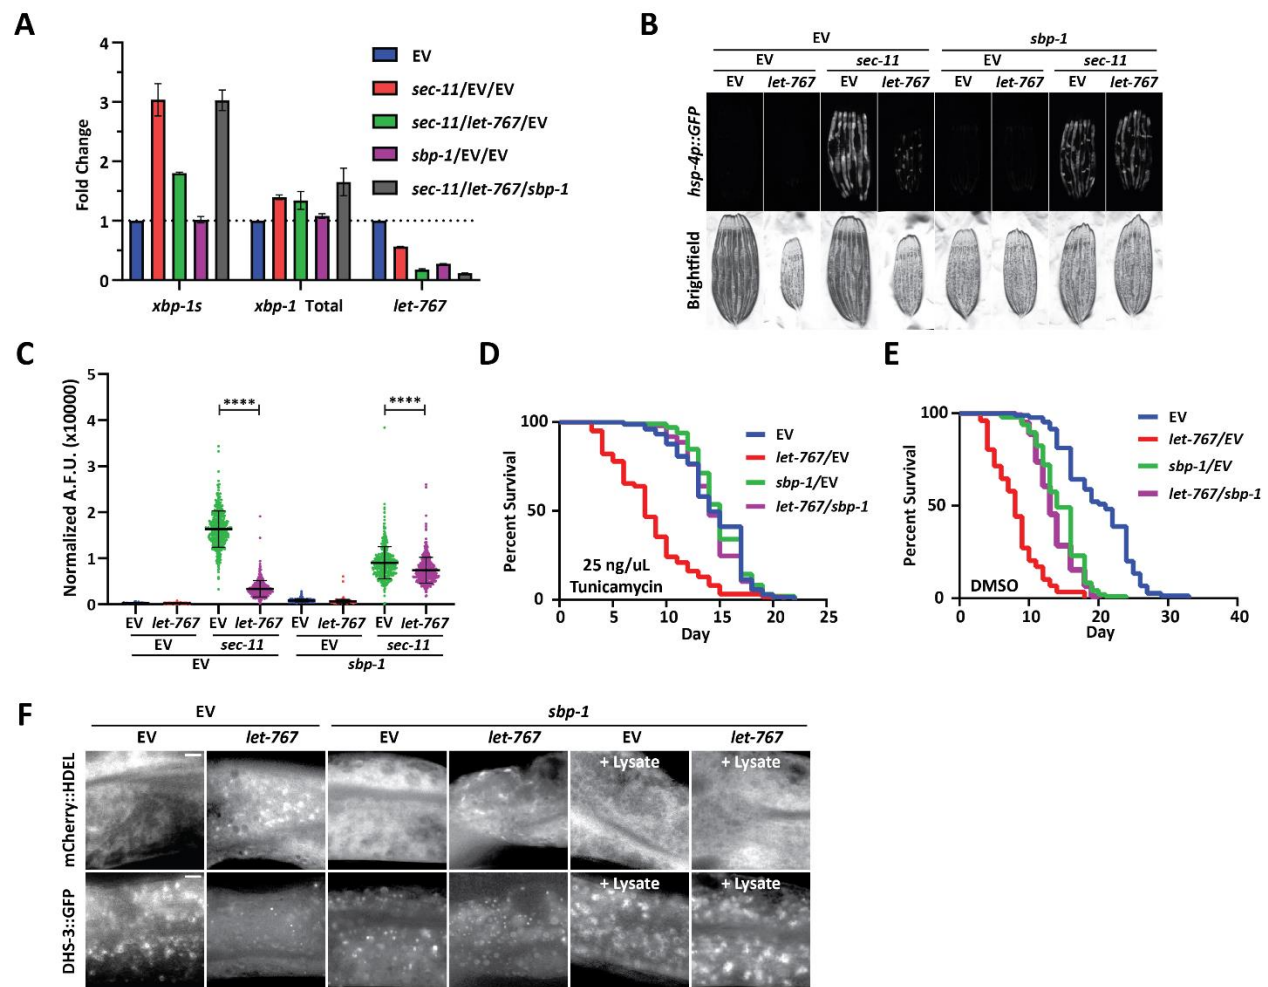 A
Fold Change
4
3
2
1
0
xbp-1s
xbp-1 Total
let-767
EV
sec-11/EV/EV
sec-11/let-767/EV
sbp-1/EV/EV
sec-11/let-767/sbp-1
B
EV sbp-1
EV sec-11 EV sec-11
EV let-767 EV let-767 EV let-767 EV let-767
hsp-4p::GFP
Brightfield
C
Normalized A.F.U. (x10000)
5
4
3
2
1
0
**** ****
EV let-767 EV let-767 EV let-767 EV let-767
EV sec-11 EV sec-11
EV sbp-1
D
Percent Survival
100
50
0
EV
let-767/EV
sbp-1/EV
let-767/sbp-1
25 ng/uL
Tunicamycin
0 5 10 15 20 25
Day
E
Percent Survival
100
50
0
EV
let-767/EV
sbp-1/EV
let-767/sbp-1
DMSO
0 10 20 30 40
Day
F
EV sbp-1
EV let-767 EV let-767 EV let-767
mCherry::HDEL
+ Lysate + Lysate
DHS-3::GFP
+ Lysate + Lysate